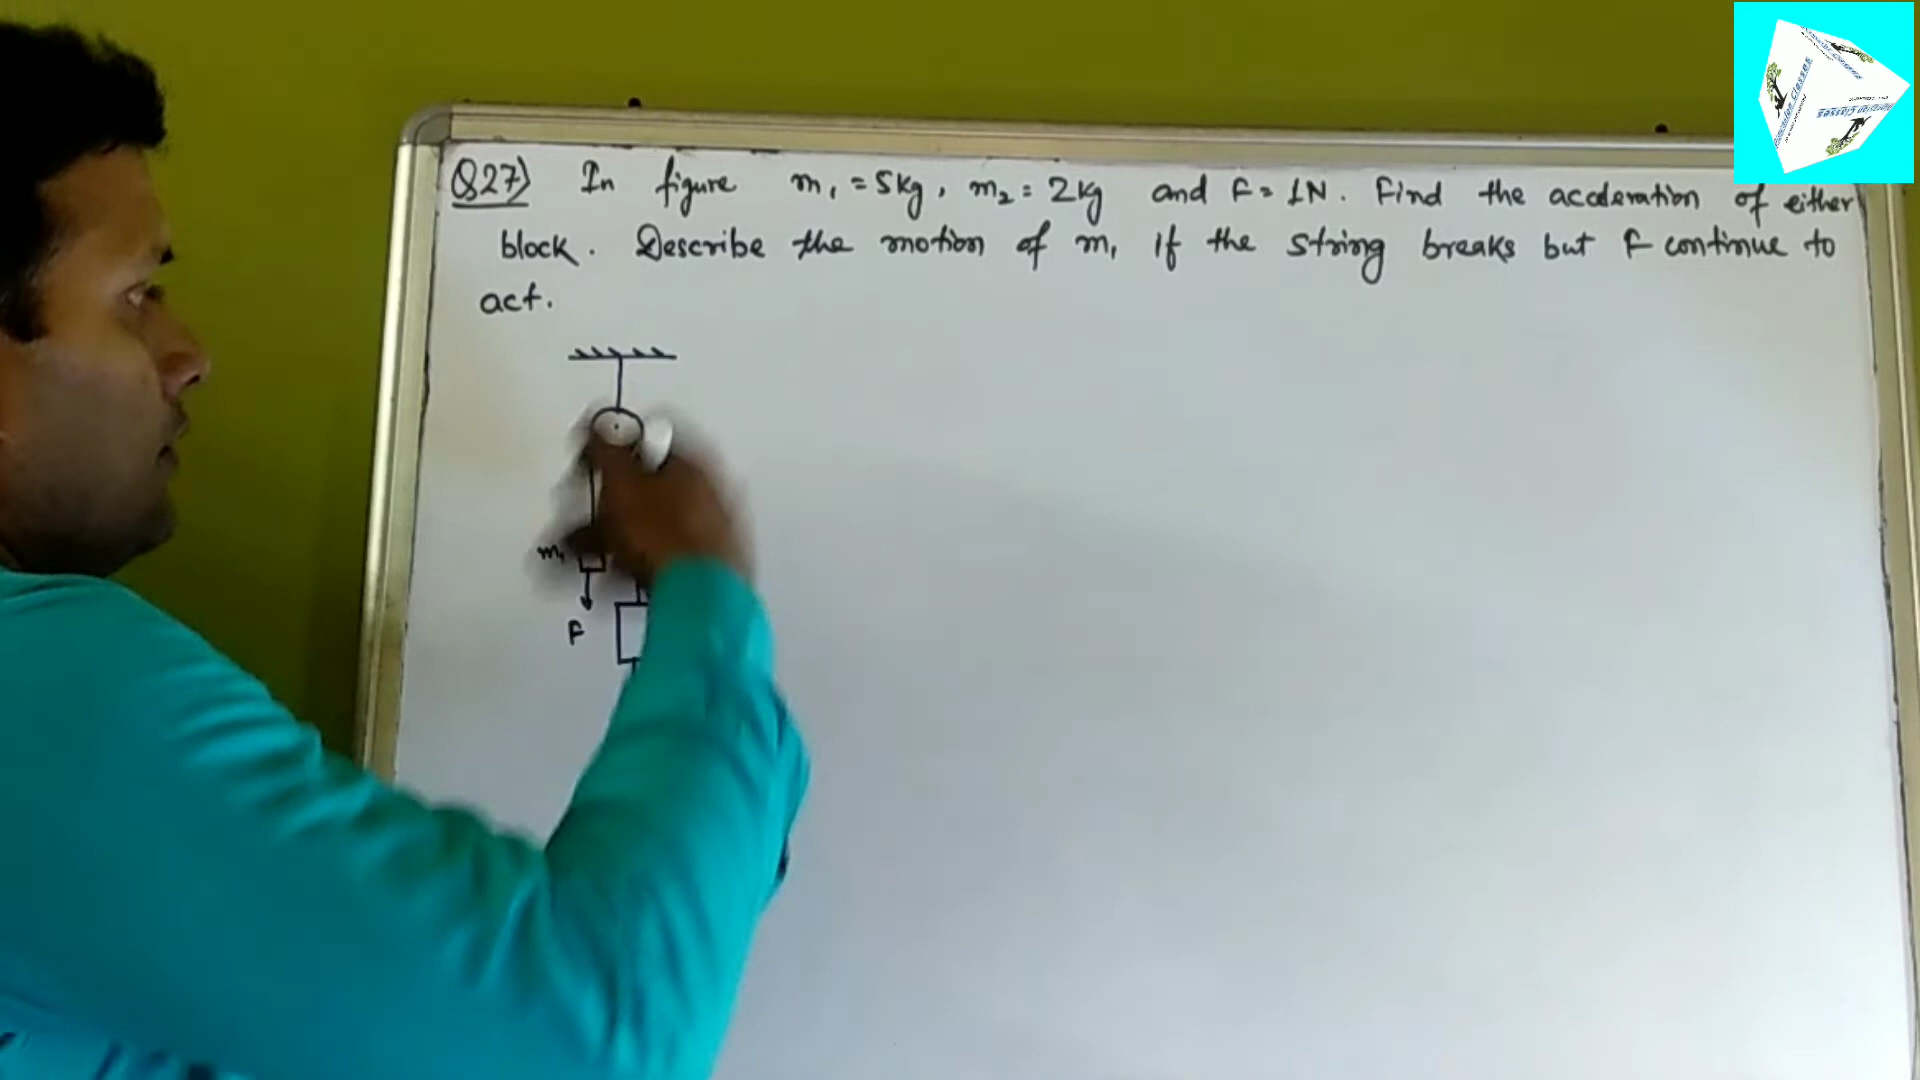 Q27) In figure m₁ = 5kg, m₂ = 2kg and F = 1N. Find the acceleration of either
block. Describe the motion of m₁ if the string breaks but F continue to
act.
m₁
F